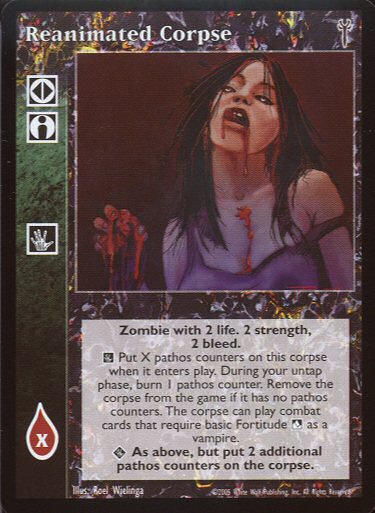 Reanimated Corpse
Zombie with 2 life. 2 strength,
2 bleed.
Put X pathos counters on this corpse
when it enters play. During your untap
phase, burn 1 pathos counter. Remove the
corpse from the game if it has no pathos
counters. The corpse can play combat
cards that require basic Fortitude as a
vampire.
As above, but put 2 additional
pathos counters on the corpse.
X
Illus: Roel Wielinga
©2005 White Wolf Publishing, Inc. All Rights Reserved.